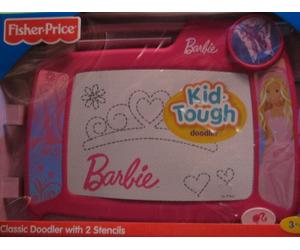 Fisher-Price
Barbie
Kid
Tough
doodler
Barbie
Classic Doodler with 2 Stencils
3+